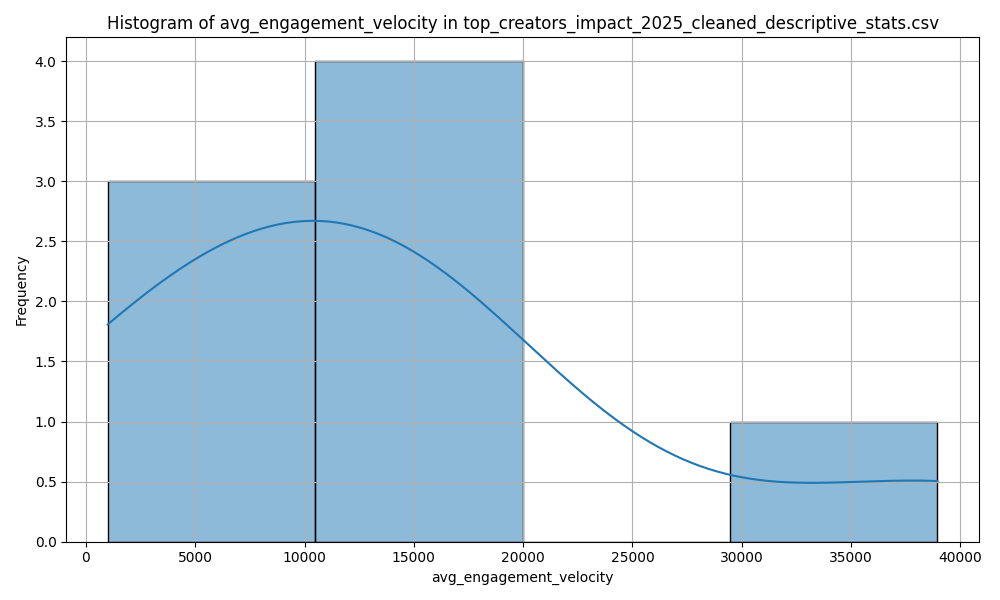 Histogram of avg_engagement_velocity in top_creators_impact_2025_cleaned_descriptive_stats.csv
4.0
3.5
3.0
2.5
2.0
1.5
1.0
0.5
0.0
Frequency
0 5000 10000 15000 20000 25000 30000 35000 40000
avg_engagement_velocity